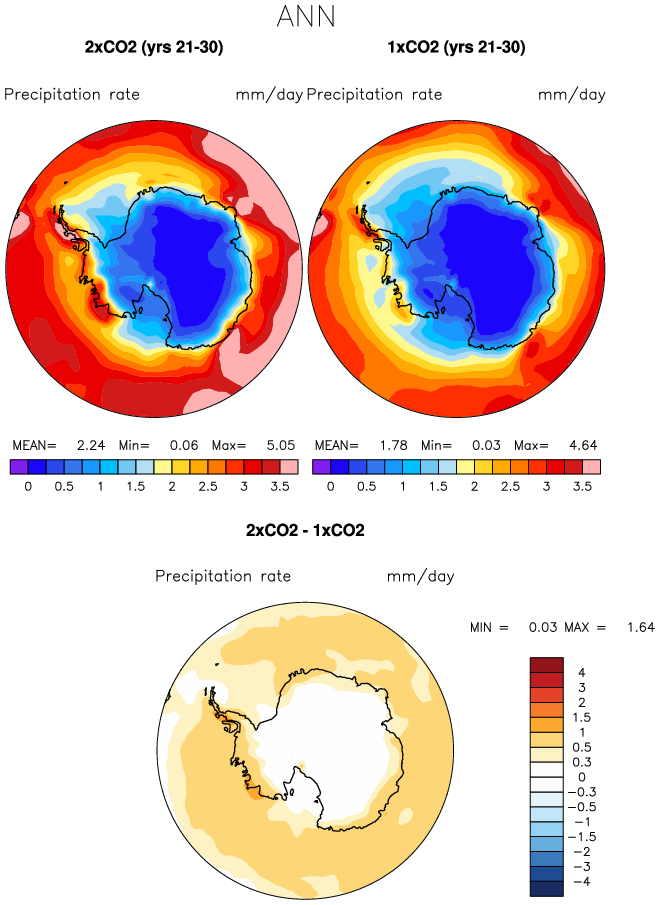 ANN
2xCO2 (yrs 21-30) 1xCO2 (yrs 21-30)
Precipitation rate mm/day Precipitation rate mm/day
MEAN= 2.24 Min= 0.06 Max= 5.05 MEAN= 1.78 Min= 0.03 Max= 4.64
0 0.5 1 1.5 2 2.5 3 3.5 0 0.5 1 1.5 2 2.5 3 3.5
2xCO2 - 1xCO2
Precipitation rate mm/day
MIN = 0.03 MAX = 1.64
4
3
2
1.5
1
0.5
0.3
0
−0.3
−0.5
−1
−1.5
−2
−3
−4